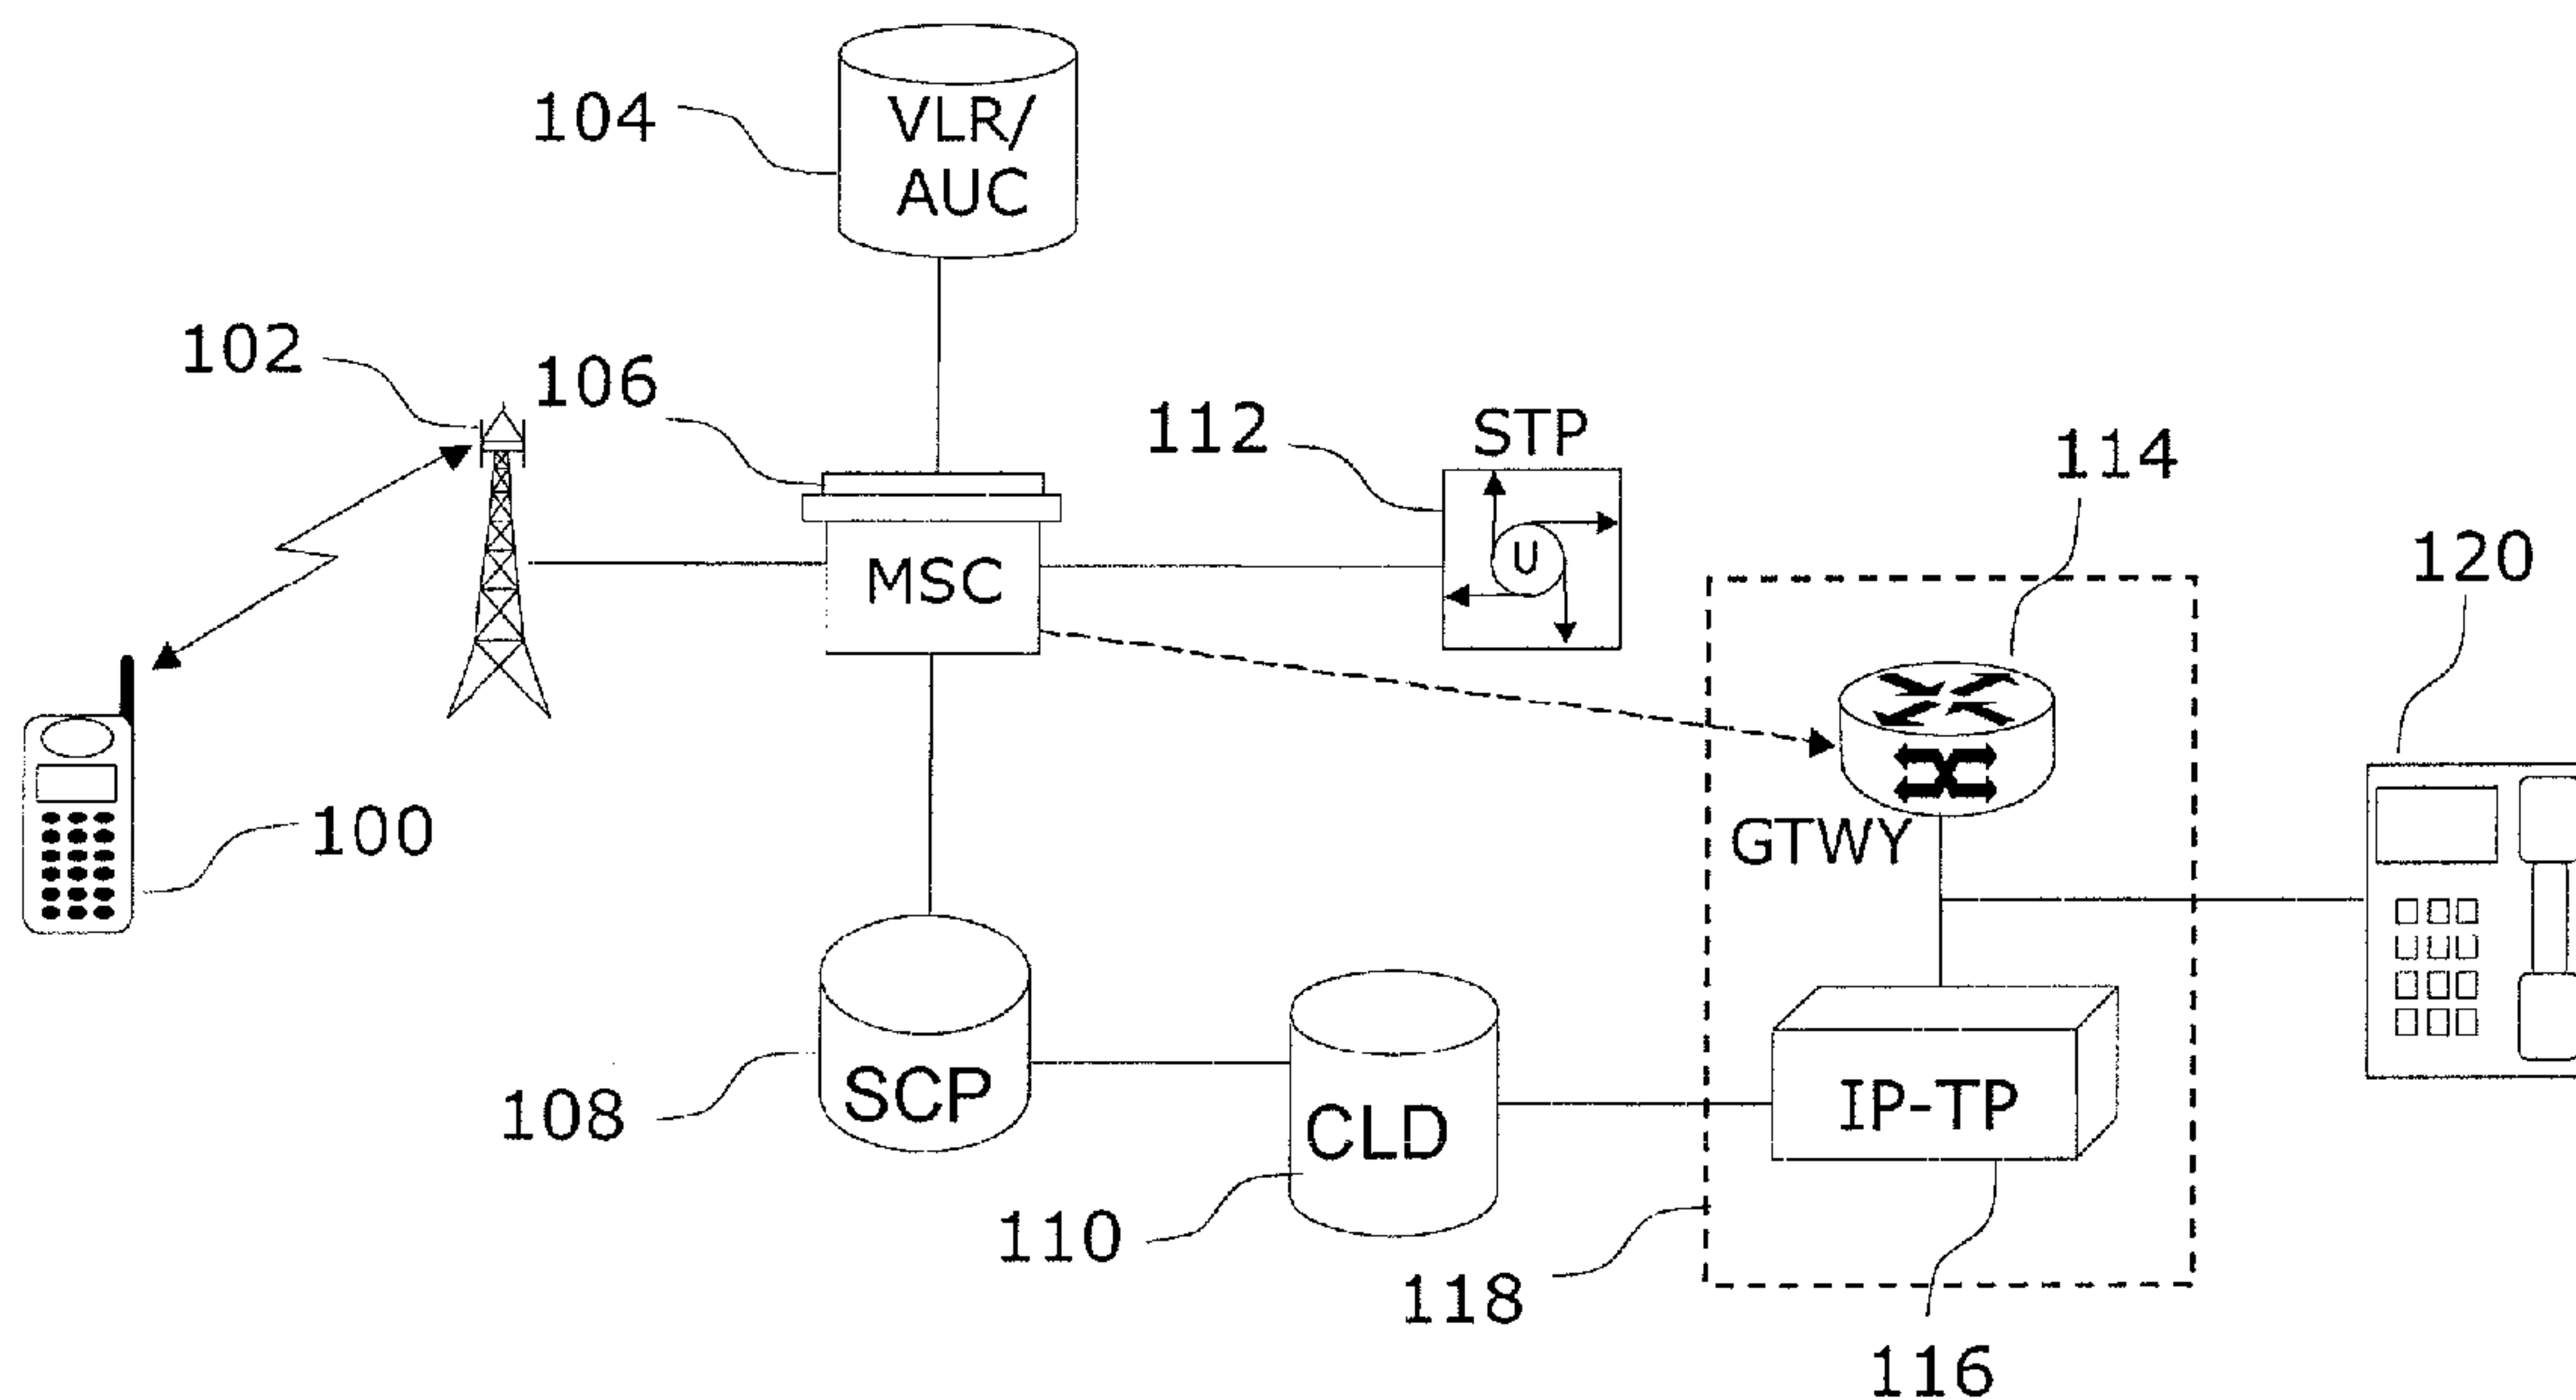 104
VLR/
AUC
102
106
112
STP
114
U
MSC
120
100
GTWY
108
SCP
CLD
IP-TP
110
118
116